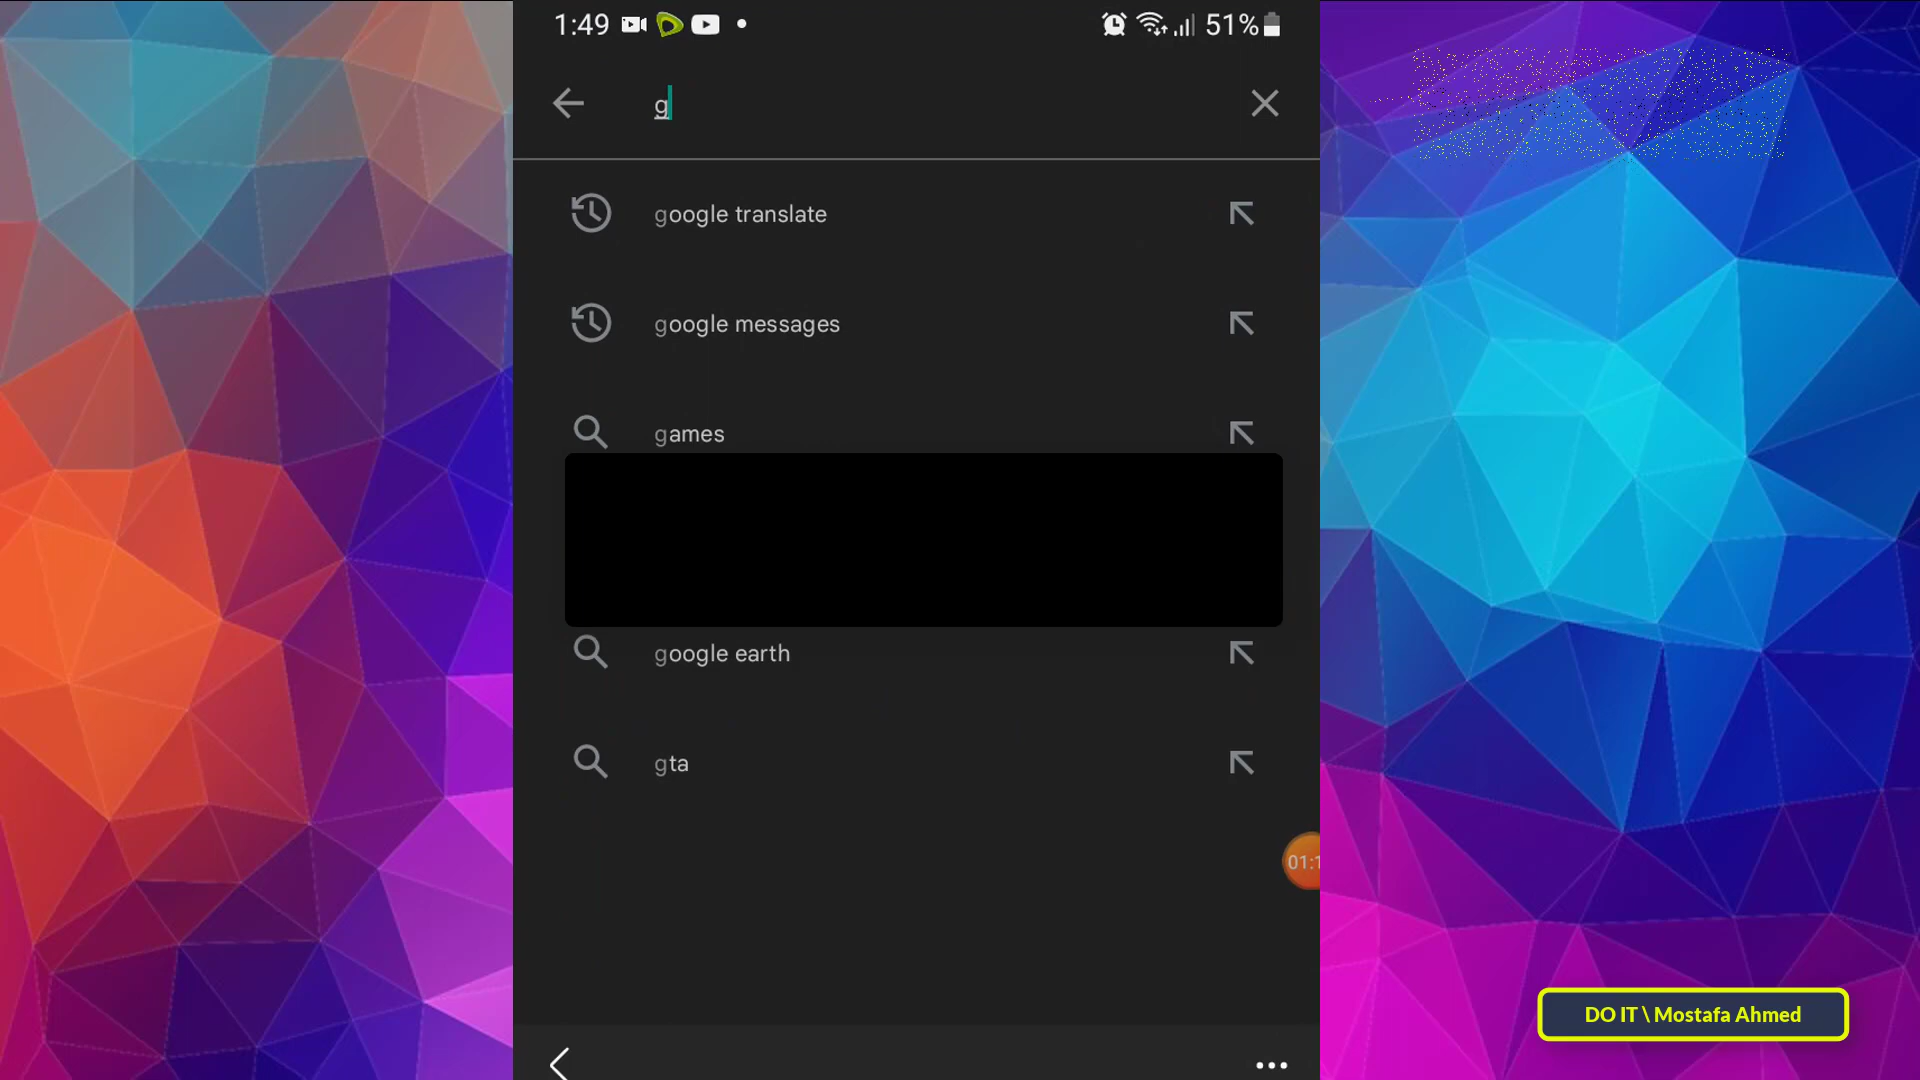 1:49
51%
g
google translate
google messages
games
google earth
gta
01:1
DO IT \ Mostafa Ahmed